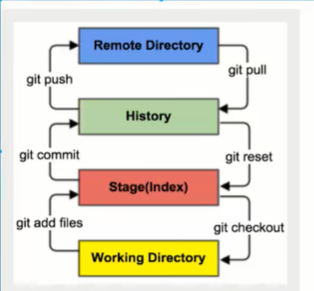 Remote Directory
git push
git pull
History
git commit
git reset
Stage(Index)
git add files
git checkout
Working Directory